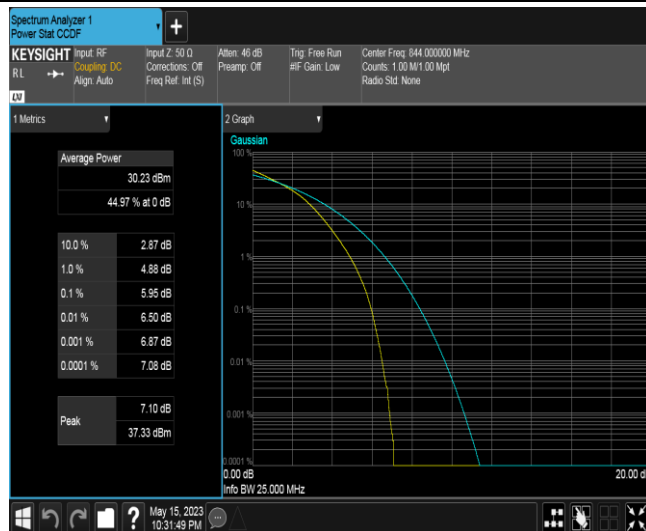 Spectrum Analyzer 1
Power Stat CCDF
+
KEYSIGHT Input: RF Input Z: 50 Ω Atten: 46 dB Trig: Free Run Center Freq: 844.000000 MHz
RL Coupling: DC Corrections: Off Preamp: Off #IF Gain: Low Counts: 1.00 M/1.00 Mpt
Align: Auto Freq Ref: Int (S) Radio Std: None
1 Metrics
2 Graph
Average Power
30.23 dBm
44.97 % at 0 dB
10.0 % 2.87 dB
1.0 % 4.88 dB
0.1 % 5.95 dB
0.01 % 6.50 dB
0.001 % 6.87 dB
0.0001 % 7.08 dB
Peak 7.10 dB
37.33 dBm
Gaussian
100 %
10 %
1 %
0.1 %
0.01 %
0.001 %
0.0001 %
0.00 dB 20.00 d
Info BW 25.000 MHz
? May 15, 2023
10:31:49 PM